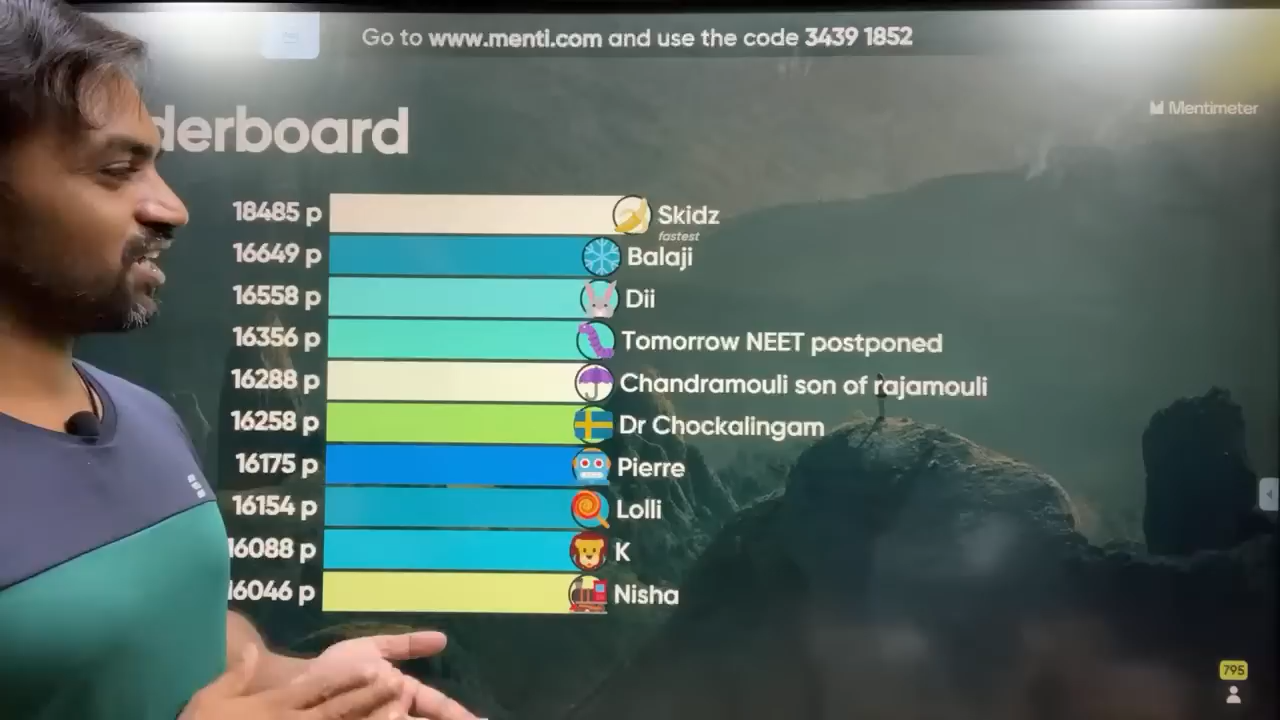 Go to www.menti.com and use the code 3439 1852
Mentimeter
derboard
18485 p Skidz
fastest
16649 p Balaji
16558 p Dii
16356 p Tomorrow NEET postponed
16288 p Chandramouli son of rajamouli
16258 p Dr Chockalingam
16175 p Pierre
16154 p Lolli
16088 p K
16046 p Nisha
795